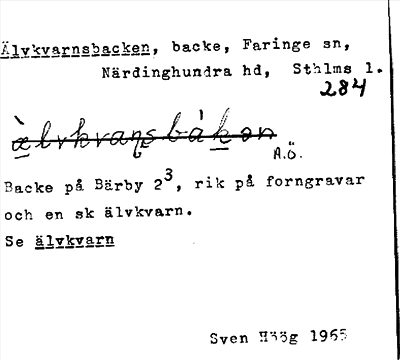 Älvkvarnsbacken, backe, Faringe sn,
Närdinghundra hd, Sthlms l.
284
A.Ö.
Backe på Bärby 2³, rik på forngravar
och en sk älvkvarn.
Se älvkvarn
Sven Höög 1965